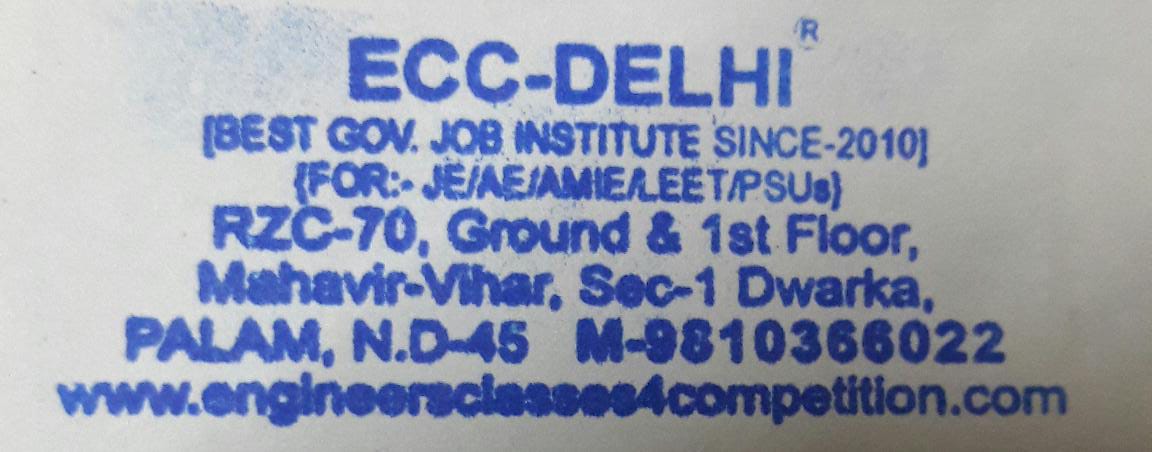 ECC-DELHI®
[BEST GOV. JOB INSTITUTE SINCE-2010]
{FOR:- JE/AE/AMIE/LEET/PSUs}
RZC-70, Ground & 1st Floor,
Mahavir-Vihar, Sec-1 Dwarka,
PALAM, N.D-45 M-9810366022
www.engineersclasses4competition.com